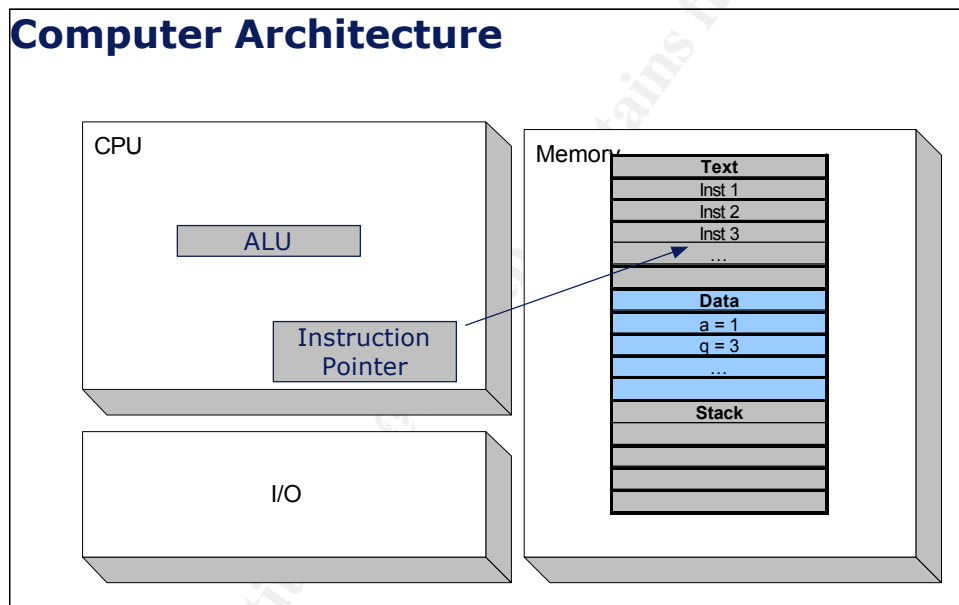 Computer Architecture
CPU
ALU
Instruction
Pointer
I/O
Memory
Text
Inst 1
Inst 2
Inst 3
…
Data
a = 1
q = 3
…
Stack